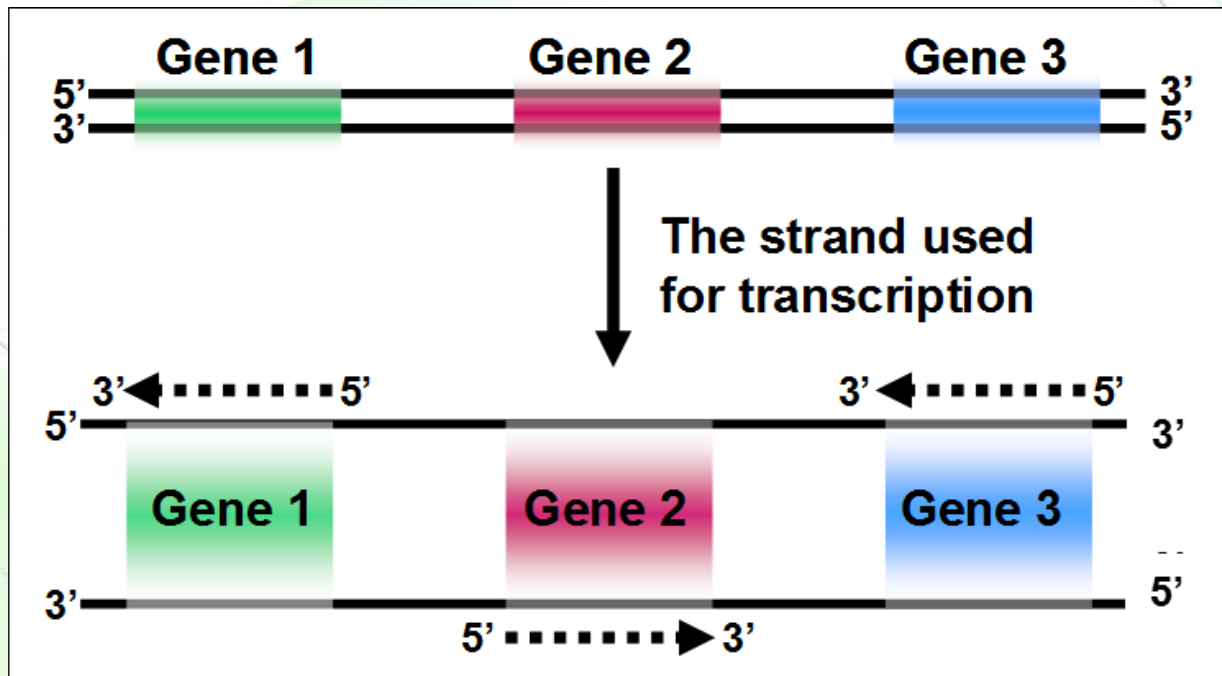 Gene 1 Gene 2 Gene 3
5’ 3’
3’ 5’
The strand used
for transcription
3’ 5’ 3’ 5’
5’ 3’
Gene 1 Gene 2 Gene 3
3’ 5’
5’ 3’